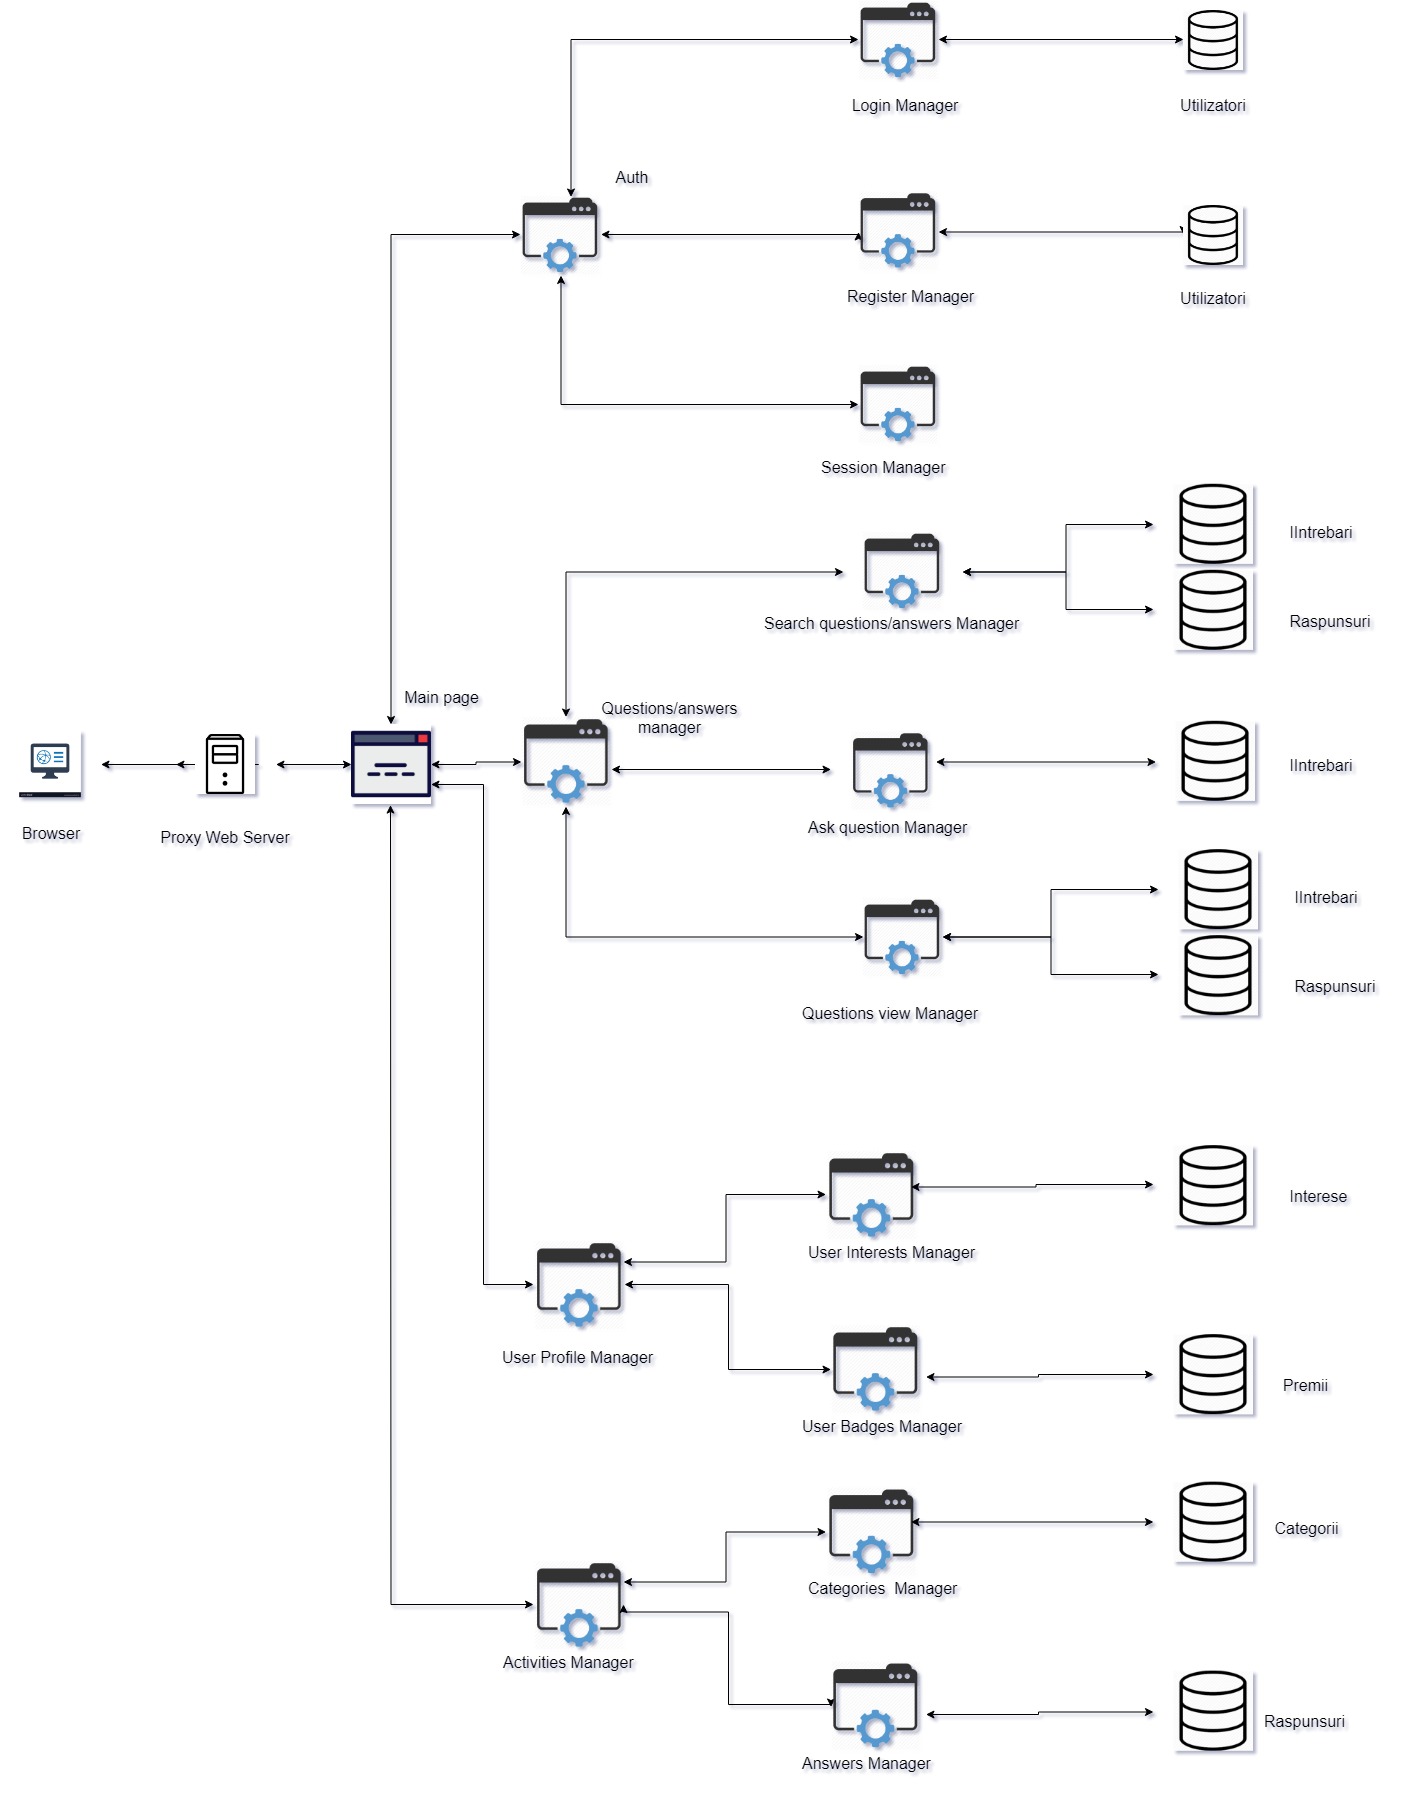 Login Manager
Utilizatori
Auth
Register Manager
Utilizatori
Session Manager
IIntrebari
Search questions/answers Manager
Raspunsuri
Main page
Questions/answers
manager
IIntrebari
Browser
Proxy Web Server
Ask question Manager
IIntrebari
Raspunsuri
Questions view Manager
Interese
User Interests Manager
User Profile Manager
Premii
User Badges Manager
Categorii
Categories  Manager
Activities Manager
Raspunsuri
Answers Manager